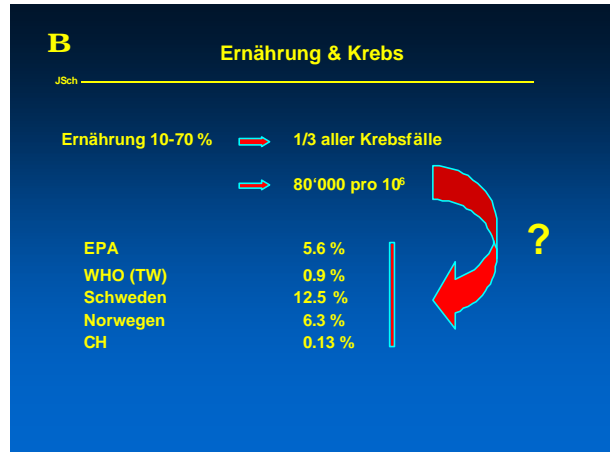 B
Ernährung & Krebs
JSch
Ernährung 10-70 % 1/3 aller Krebsfälle
80‘000 pro 10⁶
?
EPA 5.6 %
WHO (TW) 0.9 %
Schweden 12.5 %
Norwegen 6.3 %
CH 0.13 %